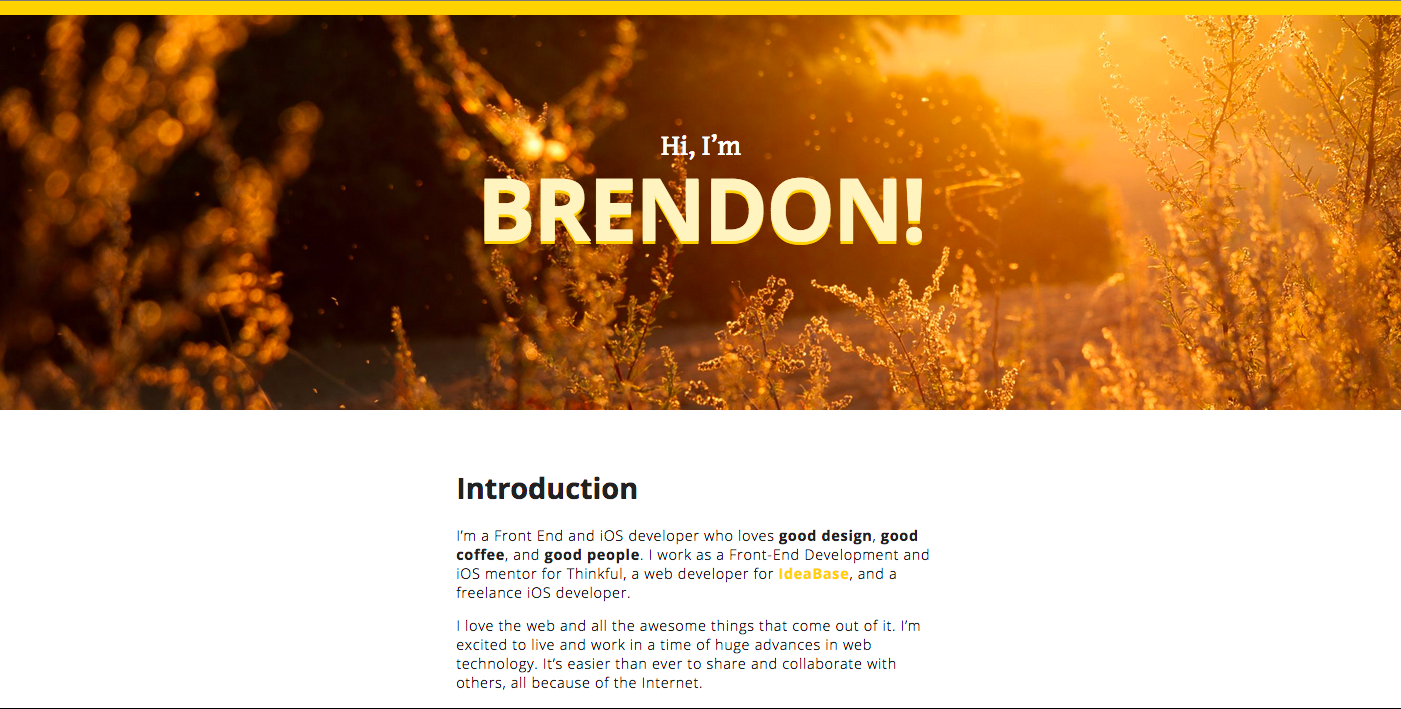 Hi, I’m
BRENDON!
Introduction
I’m a Front End and iOS developer who loves good design, good
coffee, and good people. I work as a Front-End Development and
iOS mentor for Thinkful, a web developer for IdeaBase, and a
freelance iOS developer.
I love the web and all the awesome things that come out of it. I’m
excited to live and work in a time of huge advances in web
technology. It’s easier than ever to share and collaborate with
others, all because of the Internet.